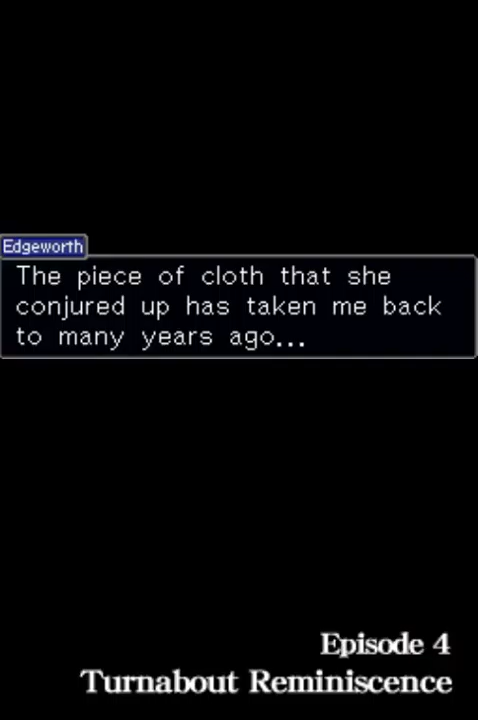 Edgeworth
The piece of cloth that she
conjured up has taken me back
to many years ago...
Episode 4
Turnabout Reminiscence